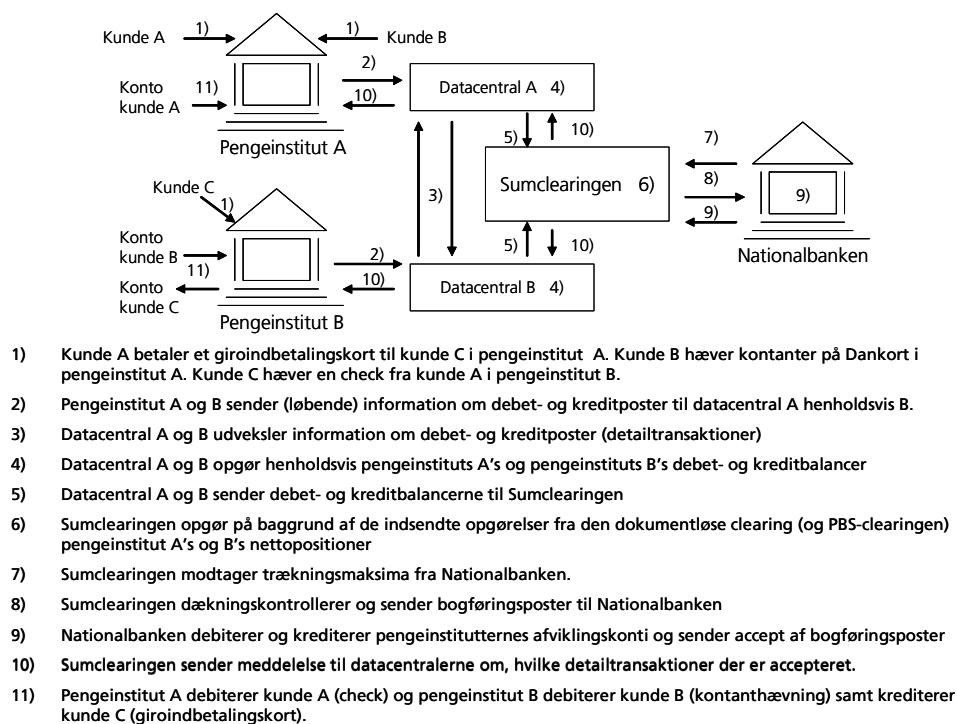 Kunde A 1) 1) Kunde B
2)
Datacentral A 4)
Konto
kunde A
11)
10)
Pengeinstitut A
5) 10)
7)
Sumclearingen 6)
8)
9)
9)
Nationalbanken
3)
Kunde C
1)
Konto
kunde B
11)
Konto
kunde C
2)
10)
5) 10)
Datacentral B 4)
Pengeinstitut B
1) Kunde A betaler et giroindbetalingskort til kunde C i pengeinstitut A. Kunde B hæver kontanter på Dankort i
pengeinstitut A. Kunde C hæver en check fra kunde A i pengeinstitut B.
2) Pengeinstitut A og B sender (løbende) information om debet- og kreditposter til datacentral A henholdsvis B.
3) Datacentral A og B udveksler information om debet- og kreditposter (detailtransaktioner)
4) Datacentral A og B opgør henholdsvis pengeinstituts A’s og pengeinstituts B’s debet- og kreditbalancer
5) Datacentral A og B sender debet- og kreditbalancerne til Sumclearingen
6) Sumclearingen opgør på baggrund af de indsendte opgørelser fra den dokumentløse clearing (og PBS-clearingen)
pengeinstitut A’s og B’s nettopositioner
7) Sumclearingen modtager trækningsmaksima fra Nationalbanken.
8) Sumclearingen dækningskontrollerer og sender bogføringsposter til Nationalbanken
9) Nationalbanken debiterer og krediterer pengeinstitutternes afviklingskonti og sender accept af bogføringsposter
10) Sumclearingen sender meddelelse til datacentralerne om, hvilke detailtransaktioner der er accepteret.
11) Pengeinstitut A debiterer kunde A (check) og pengeinstitut B debiterer kunde B (kontanthævning) samt krediterer
kunde C (giroindbetalingskort).